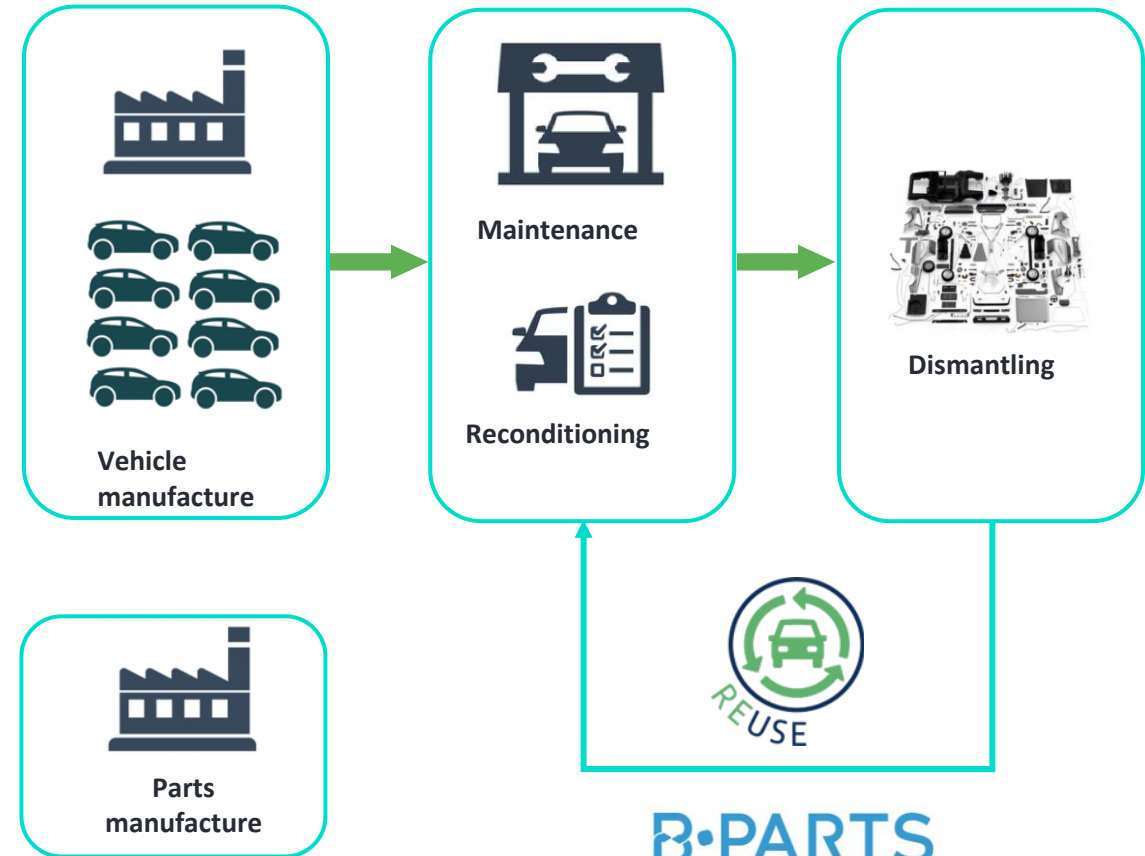 Maintenance
Reconditioning
Vehicle
manufacture
Dismantling
REUSE
Parts
manufacture
B•PARTS